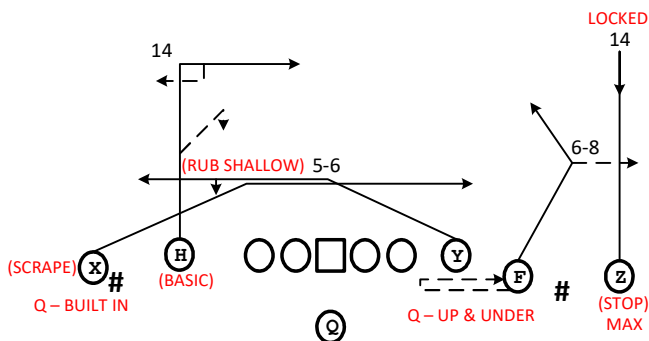 LOCKED
14
14
6-8
(RUB SHALLOW) 5-6
(SCRAPE)
X
#
H
Y
F
#
Z
(BASIC)
(STOP)
MAX
Q – BUILT IN
Q – UP & UNDER
Q